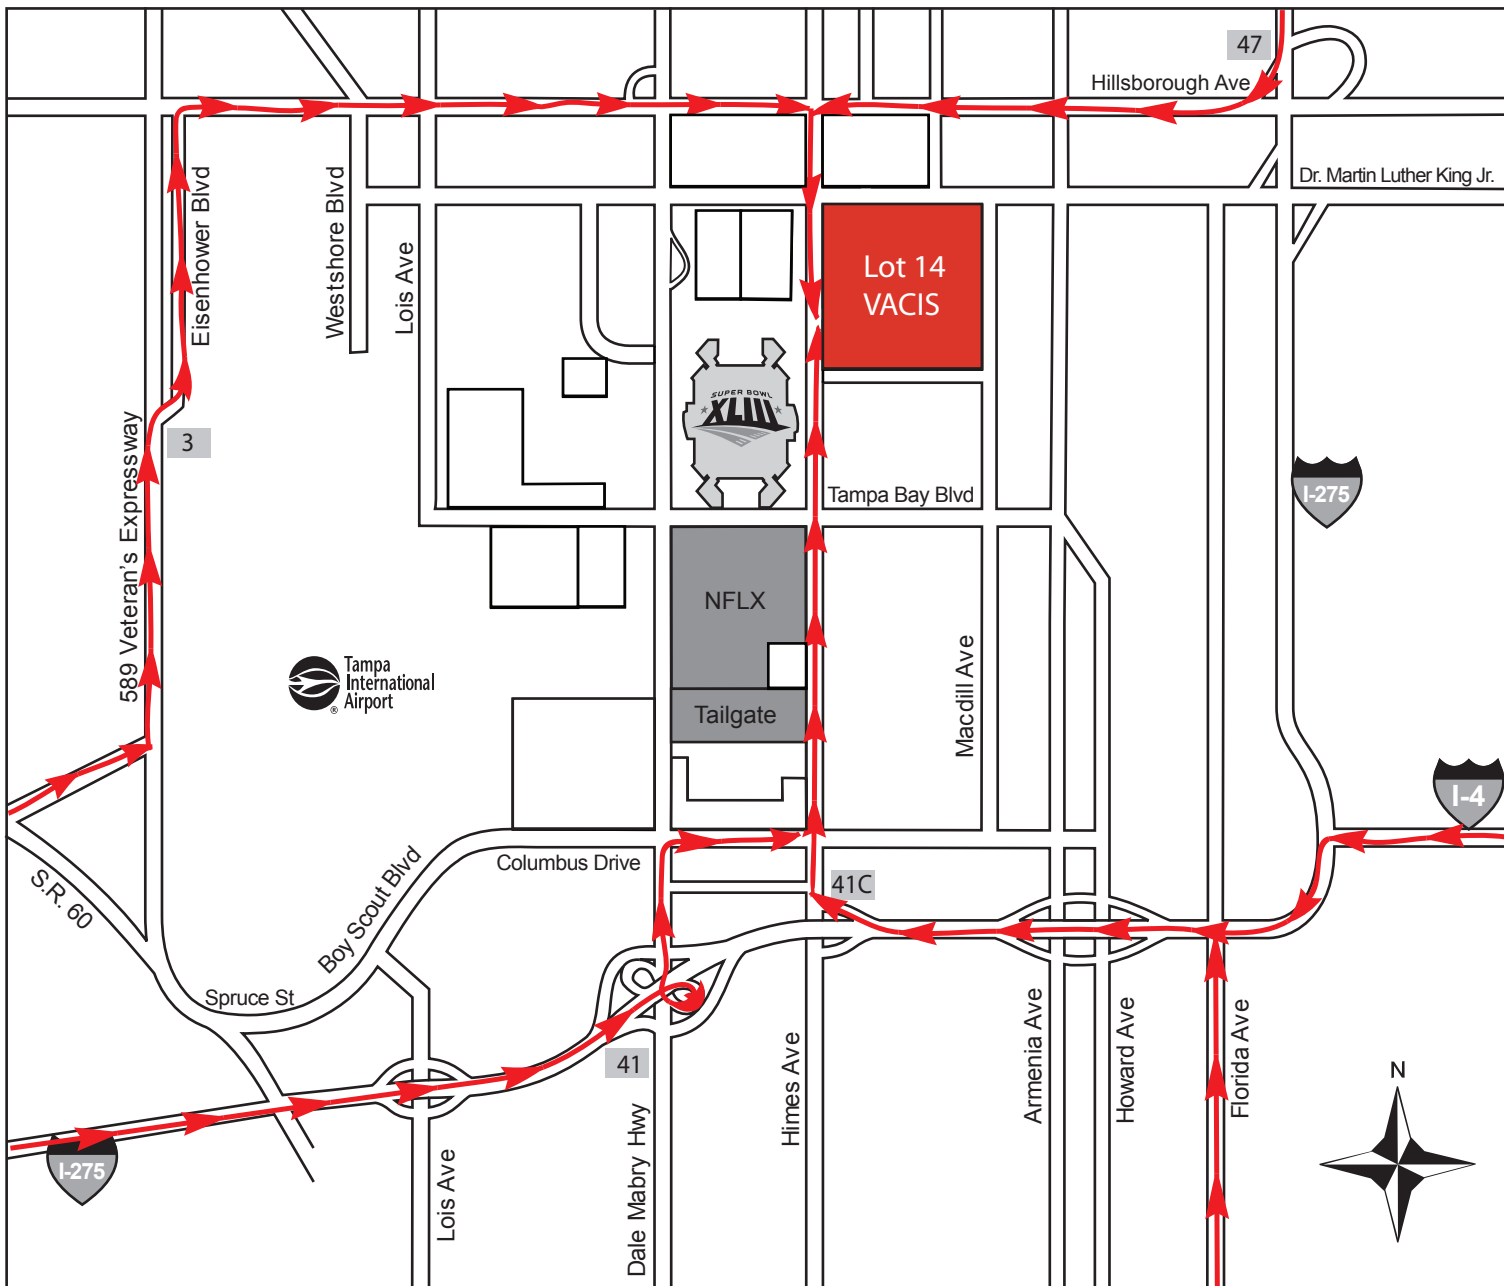 47
Hillsborough Ave
Dr. Martin Luther King Jr.
Eisenhower Blvd
Westshore Blvd
Lois Ave
Lot 14
VACIS
SUPER BOWL
XLIII
3
589 Veteran's Expressway
Tampa Bay Blvd
I-275
NFLX
Tampa
International
Airport
®
Tailgate
Macdill Ave
I-4
Columbus Drive
41C
S.R. 60
Boy Scout Blvd
Spruce St
41
Armenia Ave
Howard Ave
Florida Ave
Himes Ave
Dale Mabry Hwy
N
I-275
Lois Ave